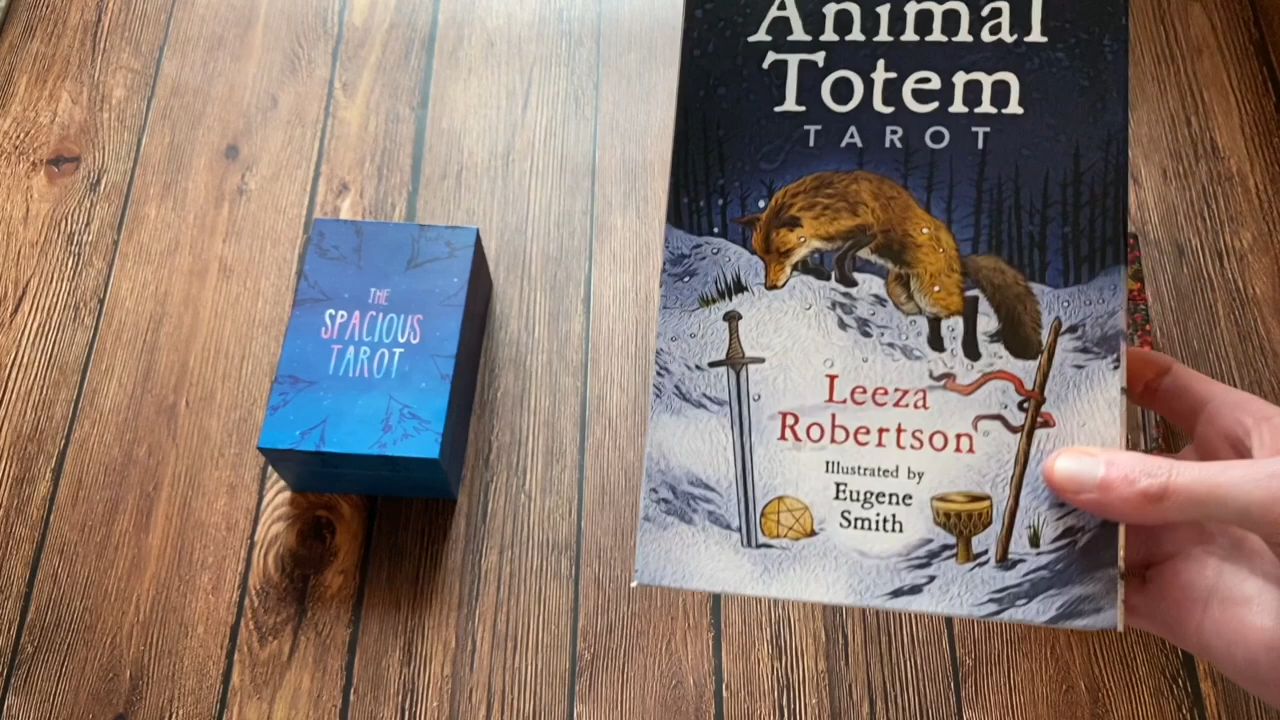 THE
SPACIOUS
TAROT
Animal
Totem
TAROT
Leeza
Robertson
Illustrated by
Eugene
Smith